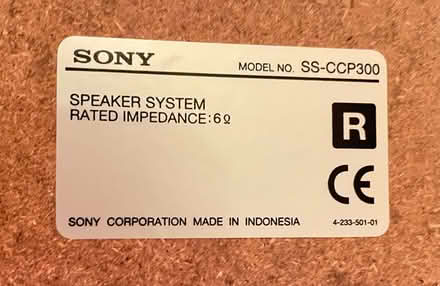 SONY MODEL NO. SS-CCP300
SPEAKER SYSTEM
RATED IMPEDANCE:6Ω
R
CE
SONY CORPORATION MADE IN INDONESIA 4-233-501-01